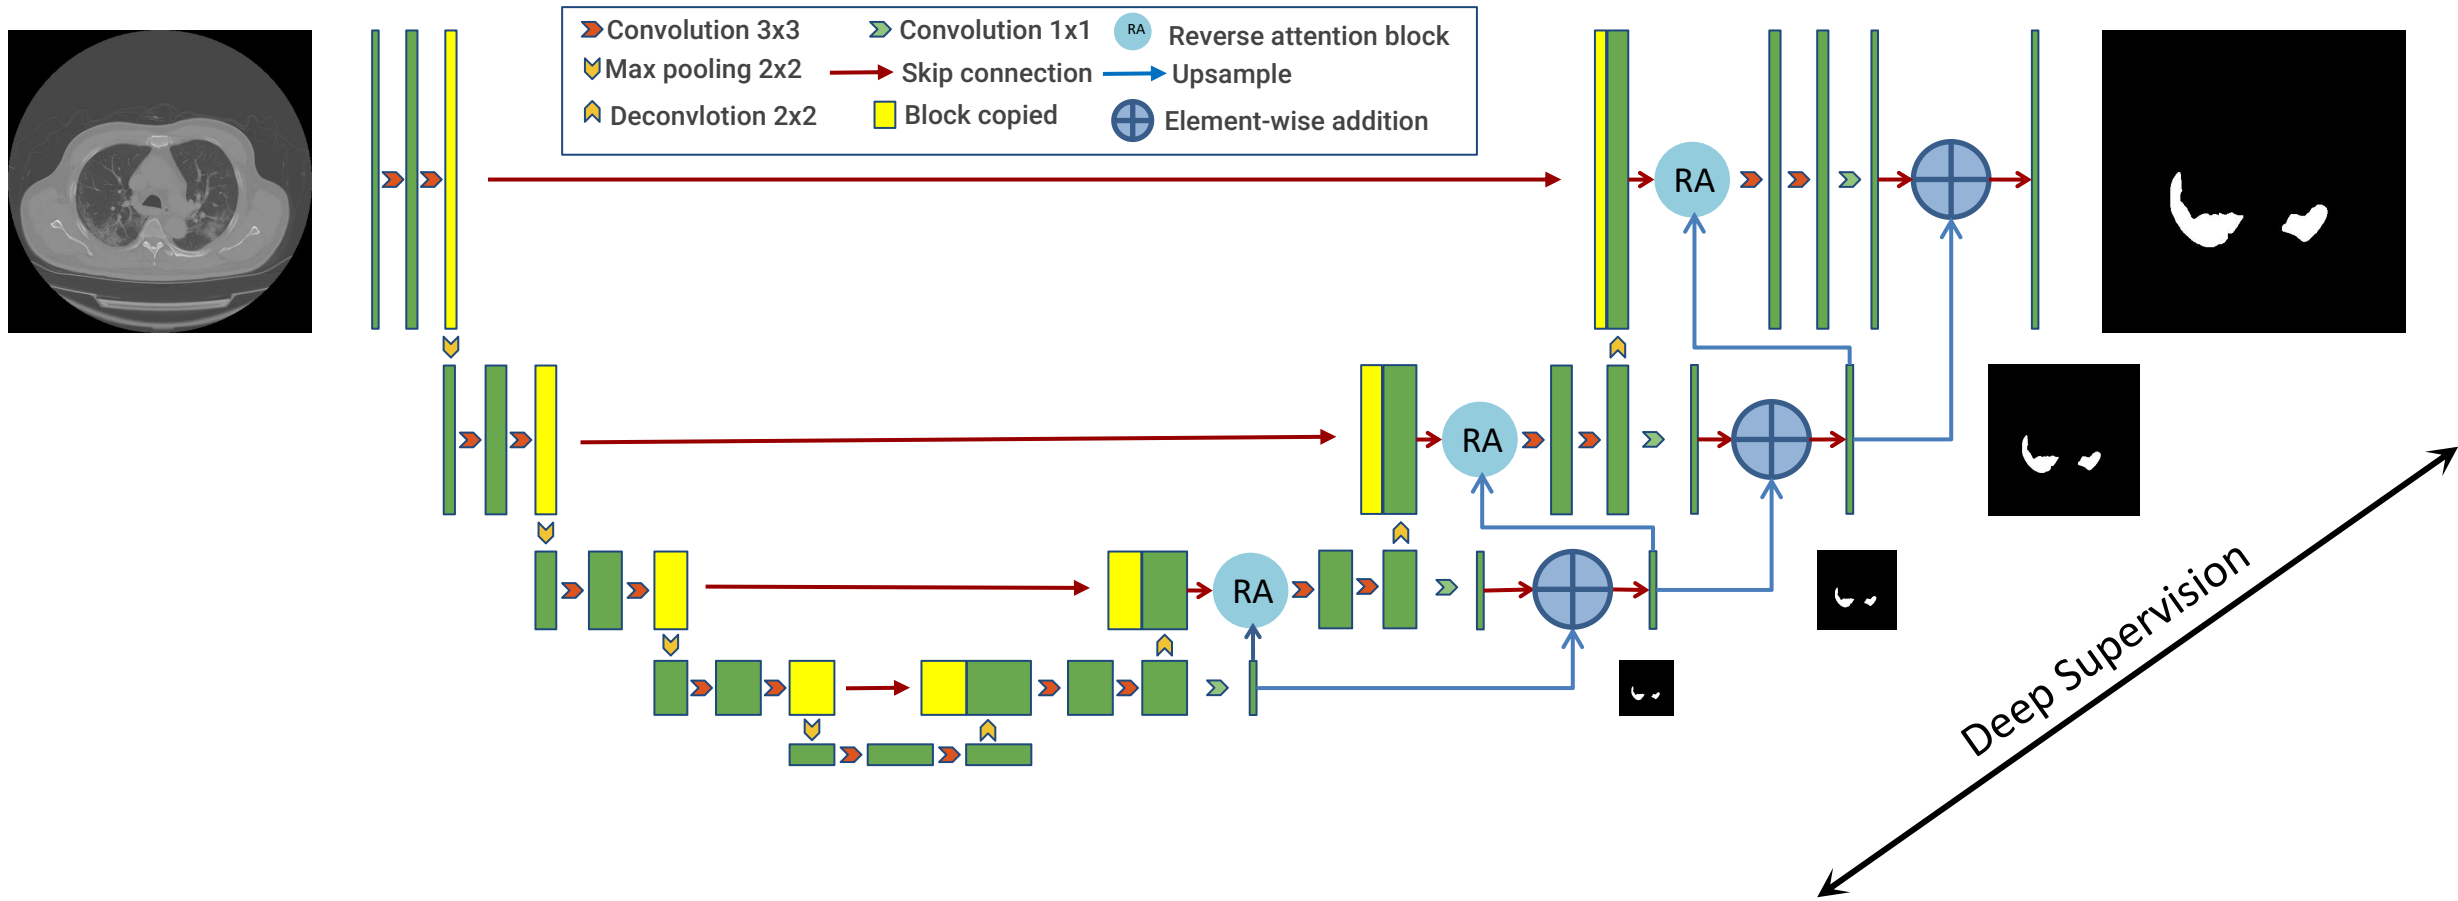 Convolution 3x3
Convolution 1x1
RA
Reverse attention block
Max pooling 2x2
Skip connection
Upsample
Deconvlotion 2x2
Block copied
Element-wise addition
RA
RA
RA
Deep Supervision